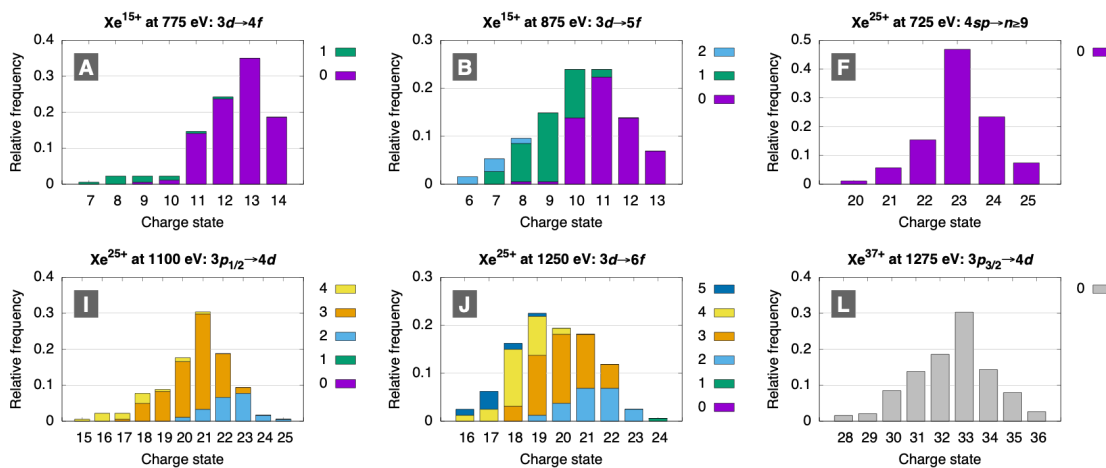 Xe15+ at 775 eV: 3d→4f
A
Relative frequency
0.4
0.3
0.2
0.1
0
7 8 9 10 11 12 13 14
Charge state
1
0
Xe15+ at 875 eV: 3d→5f
B
Relative frequency
0.3
0.2
0.1
0
6 7 8 9 10 11 12 13
Charge state
2
1
0
Xe25+ at 725 eV: 4sp→n≥9
F
Relative frequency
0.5
0.4
0.3
0.2
0.1
0
20 21 22 23 24 25
Charge state
0
Xe25+ at 1100 eV: 3p1/2→4d
I
Relative frequency
0.4
0.3
0.2
0.1
0
15 16 17 18 19 20 21 22 23 24 25
Charge state
4
3
2
1
0
Xe25+ at 1250 eV: 3d→6f
J
Relative frequency
0.3
0.2
0.1
0
16 17 18 19 20 21 22 23 24
Charge state
5
4
3
2
1
0
Xe37+ at 1275 eV: 3p3/2→4d
L
Relative frequency
0.4
0.3
0.2
0.1
0
28 29 30 31 32 33 34 35 36
Charge state
0